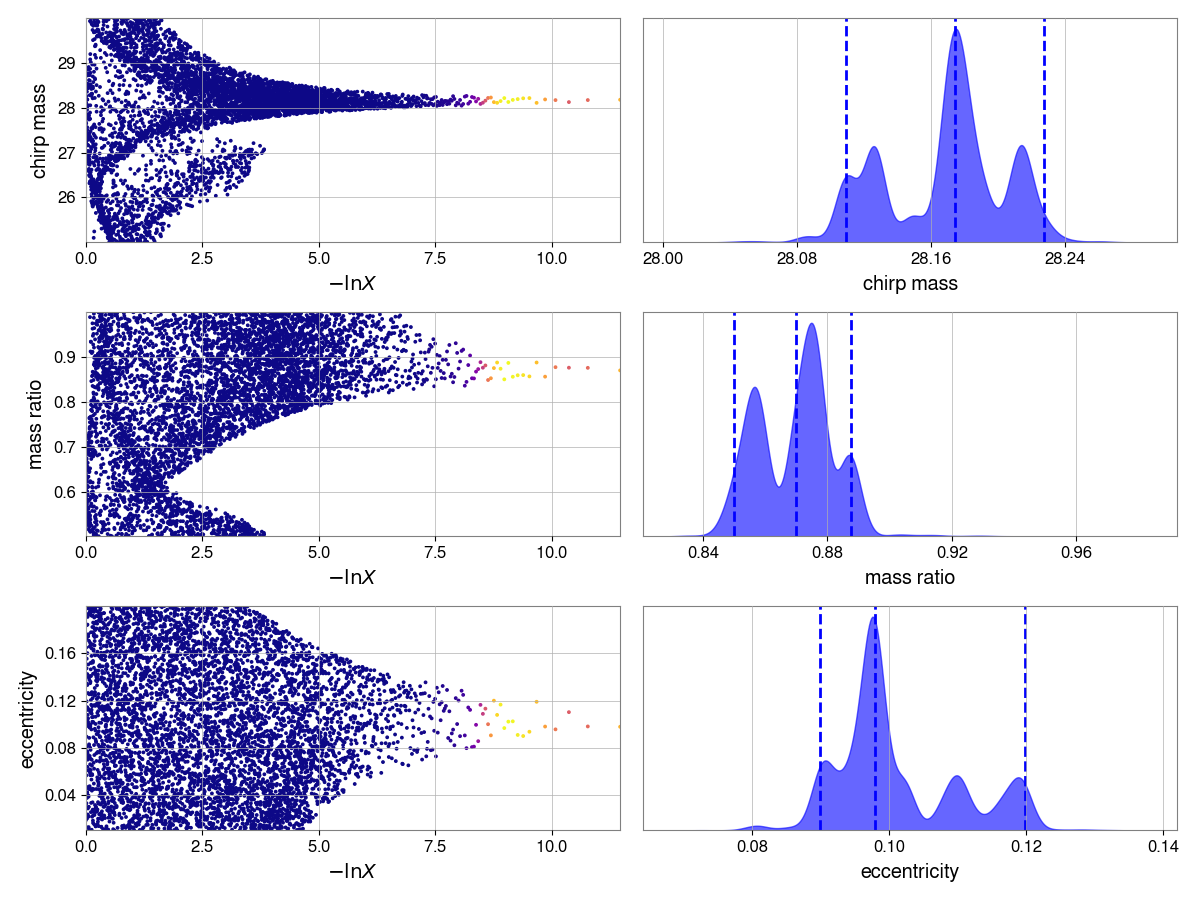 29
28
27
26
chirp mass
0.0 2.5 5.0 7.5 10.0
−lnX
28.00 28.08 28.16 28.24
chirp mass
0.9
0.8
0.7
0.6
mass ratio
0.0 2.5 5.0 7.5 10.0
−lnX
0.84 0.88 0.92 0.96
mass ratio
0.16
0.12
0.08
0.04
eccentricity
0.0 2.5 5.0 7.5 10.0
−lnX
0.08 0.10 0.12 0.14
eccentricity